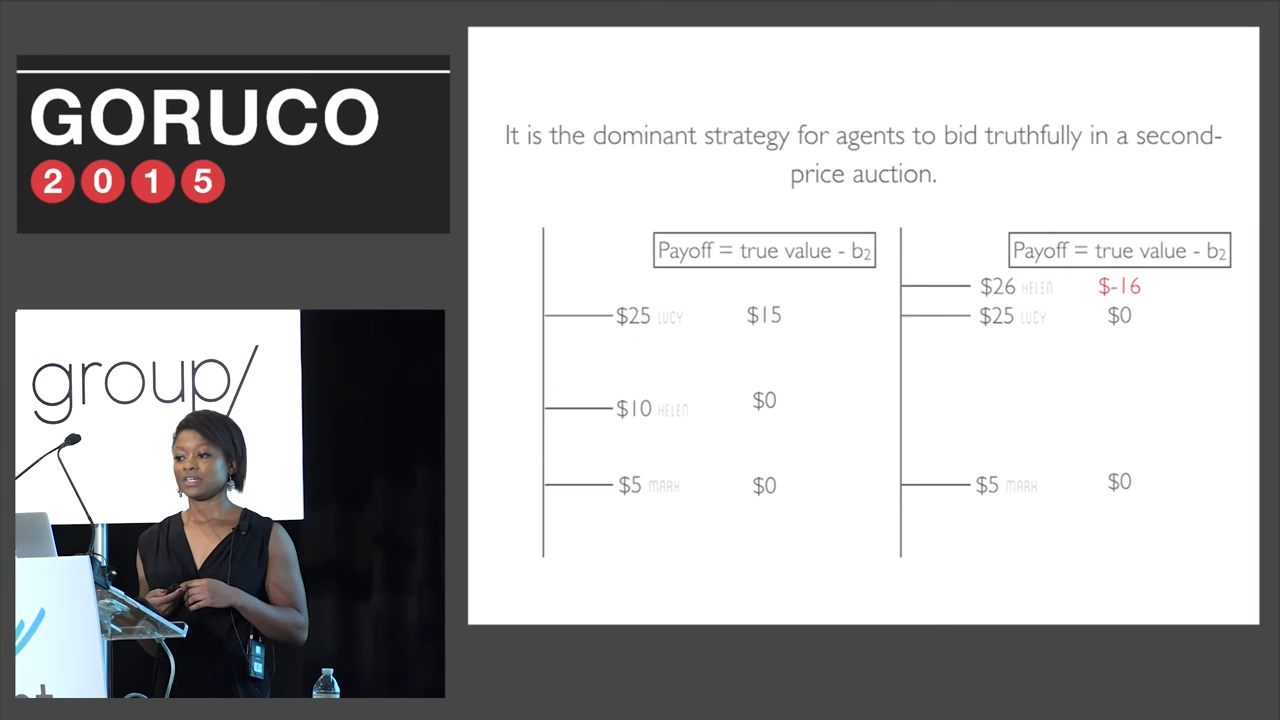 GORUCO
2 0 1 5
group/
It is the dominant strategy for agents to bid truthfully in a second-
price auction.
Payoff = true value - b₂
$25 LUCY $15
$10 HELEN $0
$5 MARK $0
Payoff = true value - b₂
$26 HELEN $-16
$25 LUCY $0
$5 MARK $0